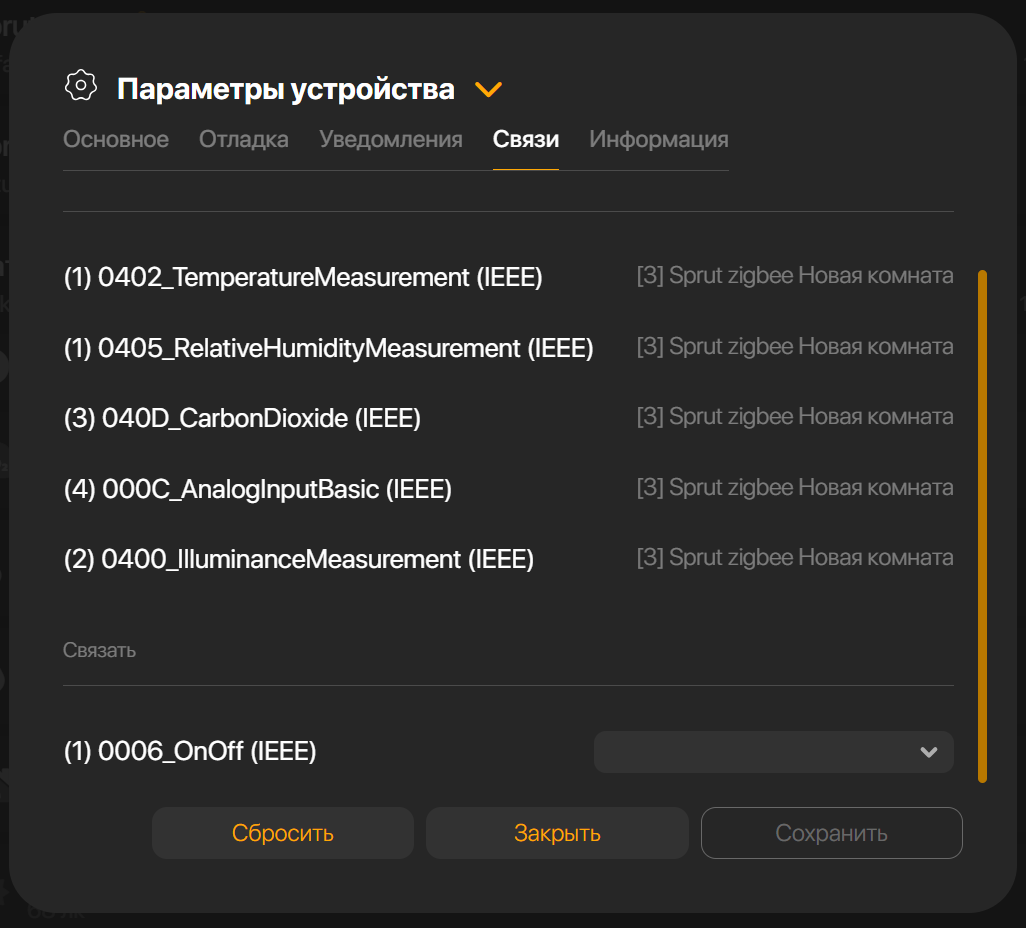 Параметры устройства
Основное Отладка Уведомления Связи Информация
(1) 0402_TemperatureMeasurement (IEEE) [3] Sprut zigbee Новая комната
(1) 0405_RelativeHumidityMeasurement (IEEE) [3] Sprut zigbee Новая комната
(3) 040D_CarbonDioxide (IEEE) [3] Sprut zigbee Новая комната
(4) 000C_AnalogInputBasic (IEEE) [3] Sprut zigbee Новая комната
(2) 0400_IlluminanceMeasurement (IEEE) [3] Sprut zigbee Новая комната
Связать
(1) 0006_OnOff (IEEE)
Сбросить Закрыть Сохранить